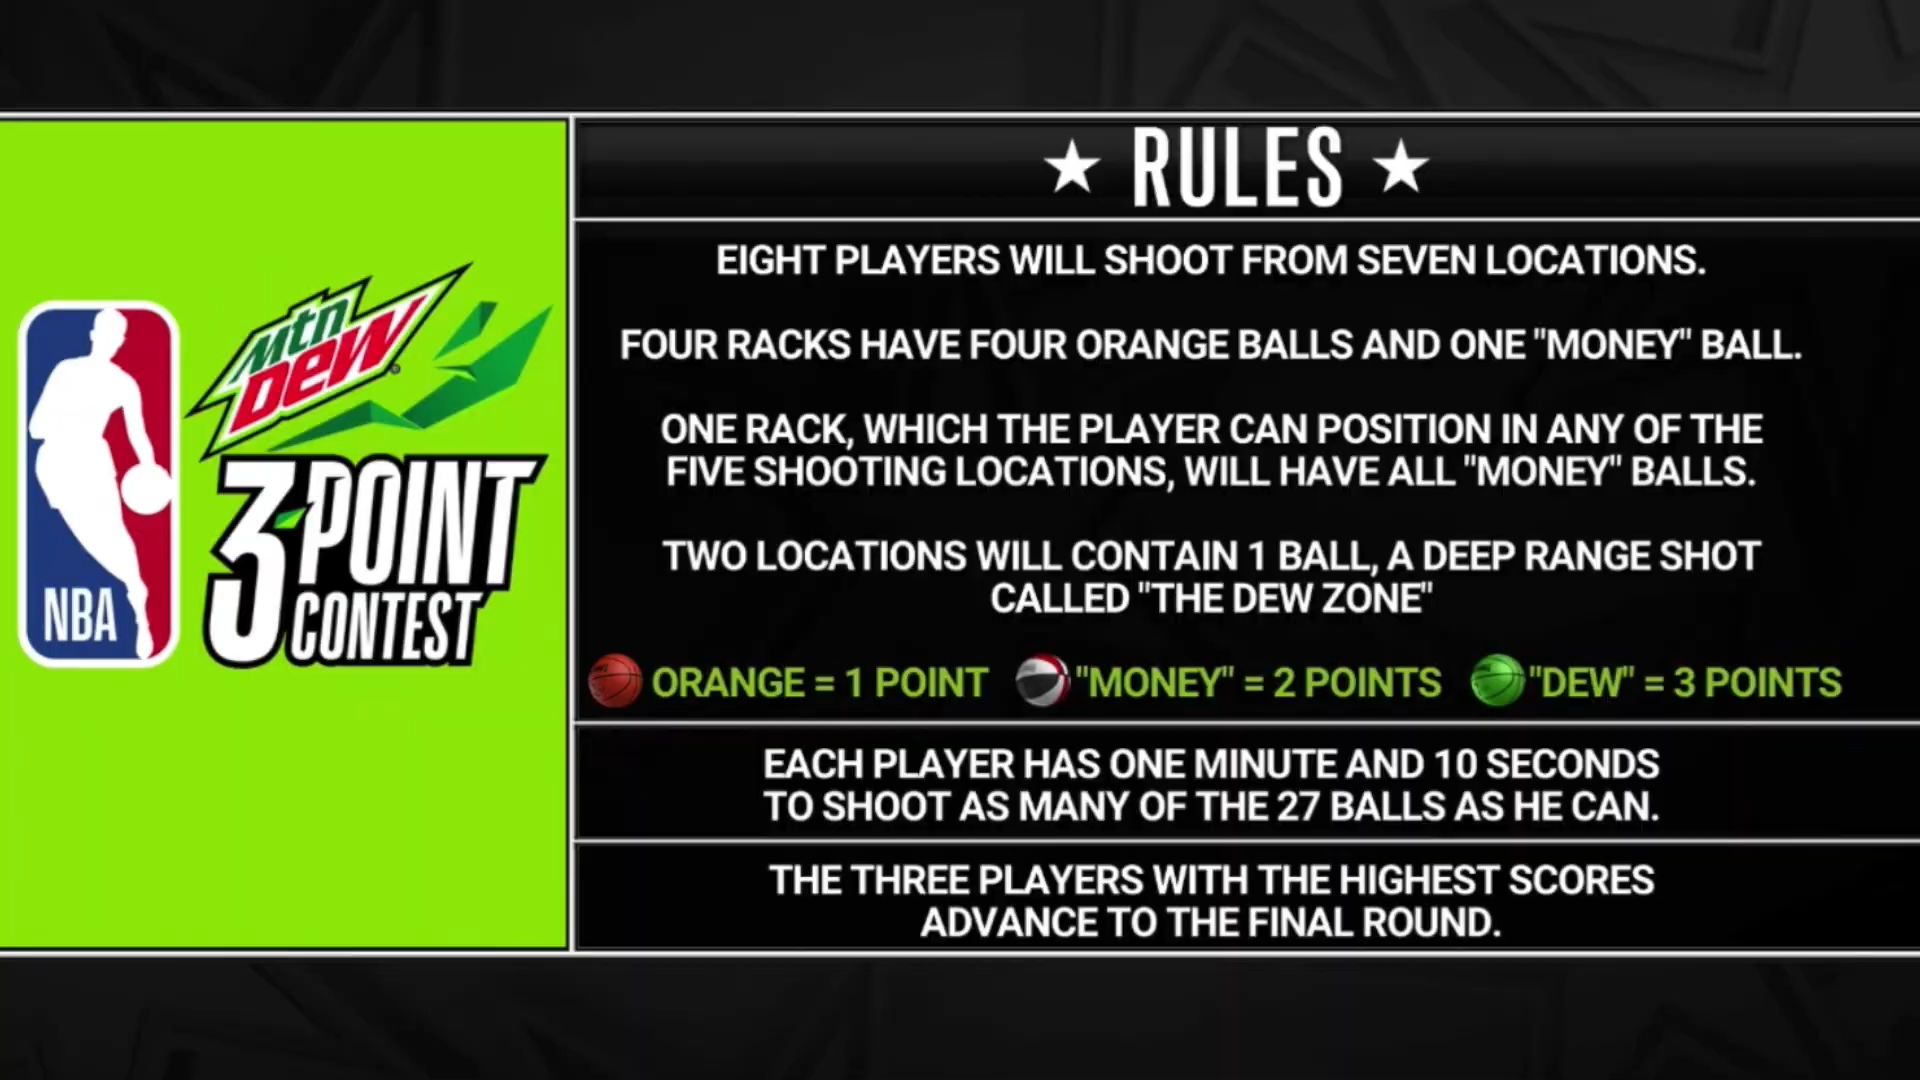 NBA
Mtn
Dew
3-POINT
CONTEST
★ RULES ★
EIGHT PLAYERS WILL SHOOT FROM SEVEN LOCATIONS.
FOUR RACKS HAVE FOUR ORANGE BALLS AND ONE "MONEY" BALL.
ONE RACK, WHICH THE PLAYER CAN POSITION IN ANY OF THE
FIVE SHOOTING LOCATIONS, WILL HAVE ALL "MONEY" BALLS.
TWO LOCATIONS WILL CONTAIN 1 BALL, A DEEP RANGE SHOT
CALLED "THE DEW ZONE"
ORANGE = 1 POINT "MONEY" = 2 POINTS "DEW" = 3 POINTS
EACH PLAYER HAS ONE MINUTE AND 10 SECONDS
TO SHOOT AS MANY OF THE 27 BALLS AS HE CAN.
THE THREE PLAYERS WITH THE HIGHEST SCORES
ADVANCE TO THE FINAL ROUND.